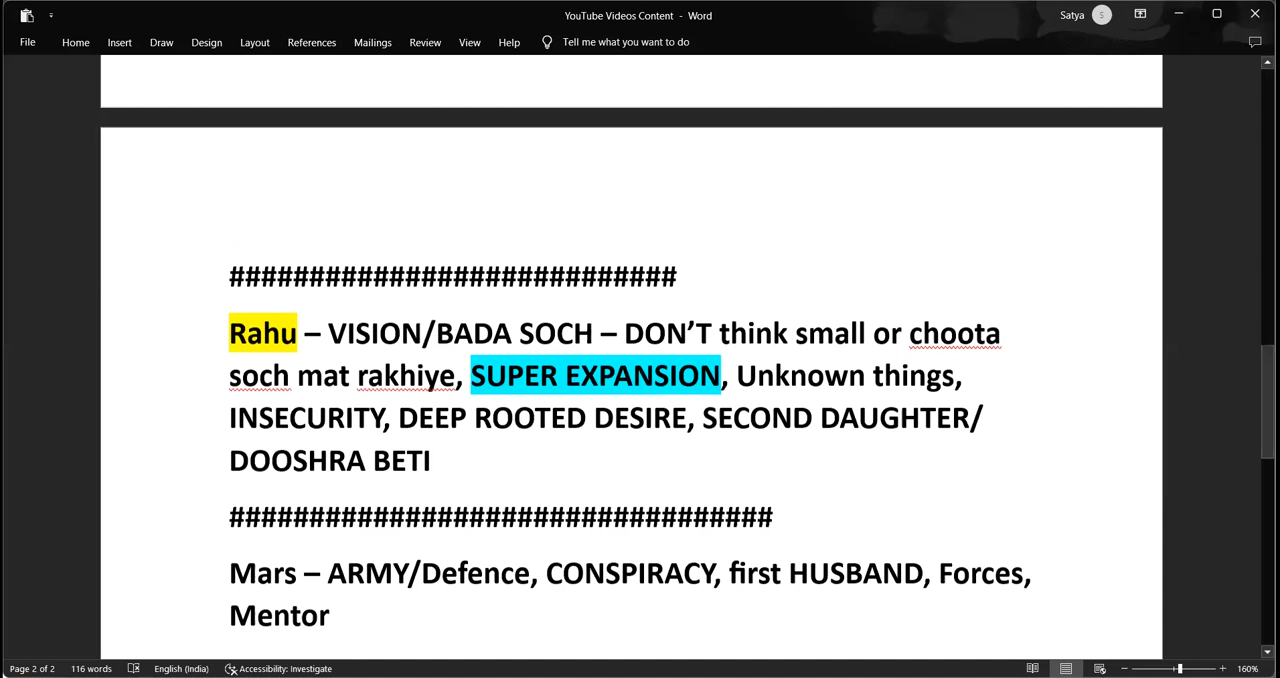 YouTube Videos Content - Word
Satya
S
File Home Insert Draw Design Layout References Mailings Review View Help Tell me what you want to do
############################
Rahu – VISION/BADA SOCH – DON’T think small or choota
soch mat rakhiye, SUPER EXPANSION, Unknown things,
INSECURITY, DEEP ROOTED DESIRE, SECOND DAUGHTER/
DOOSHRA BETI
##################################
Mars – ARMY/Defence, CONSPIRACY, first HUSBAND, Forces,
Mentor
Page 2 of 2 116 words English (India) Accessibility: Investigate 160%